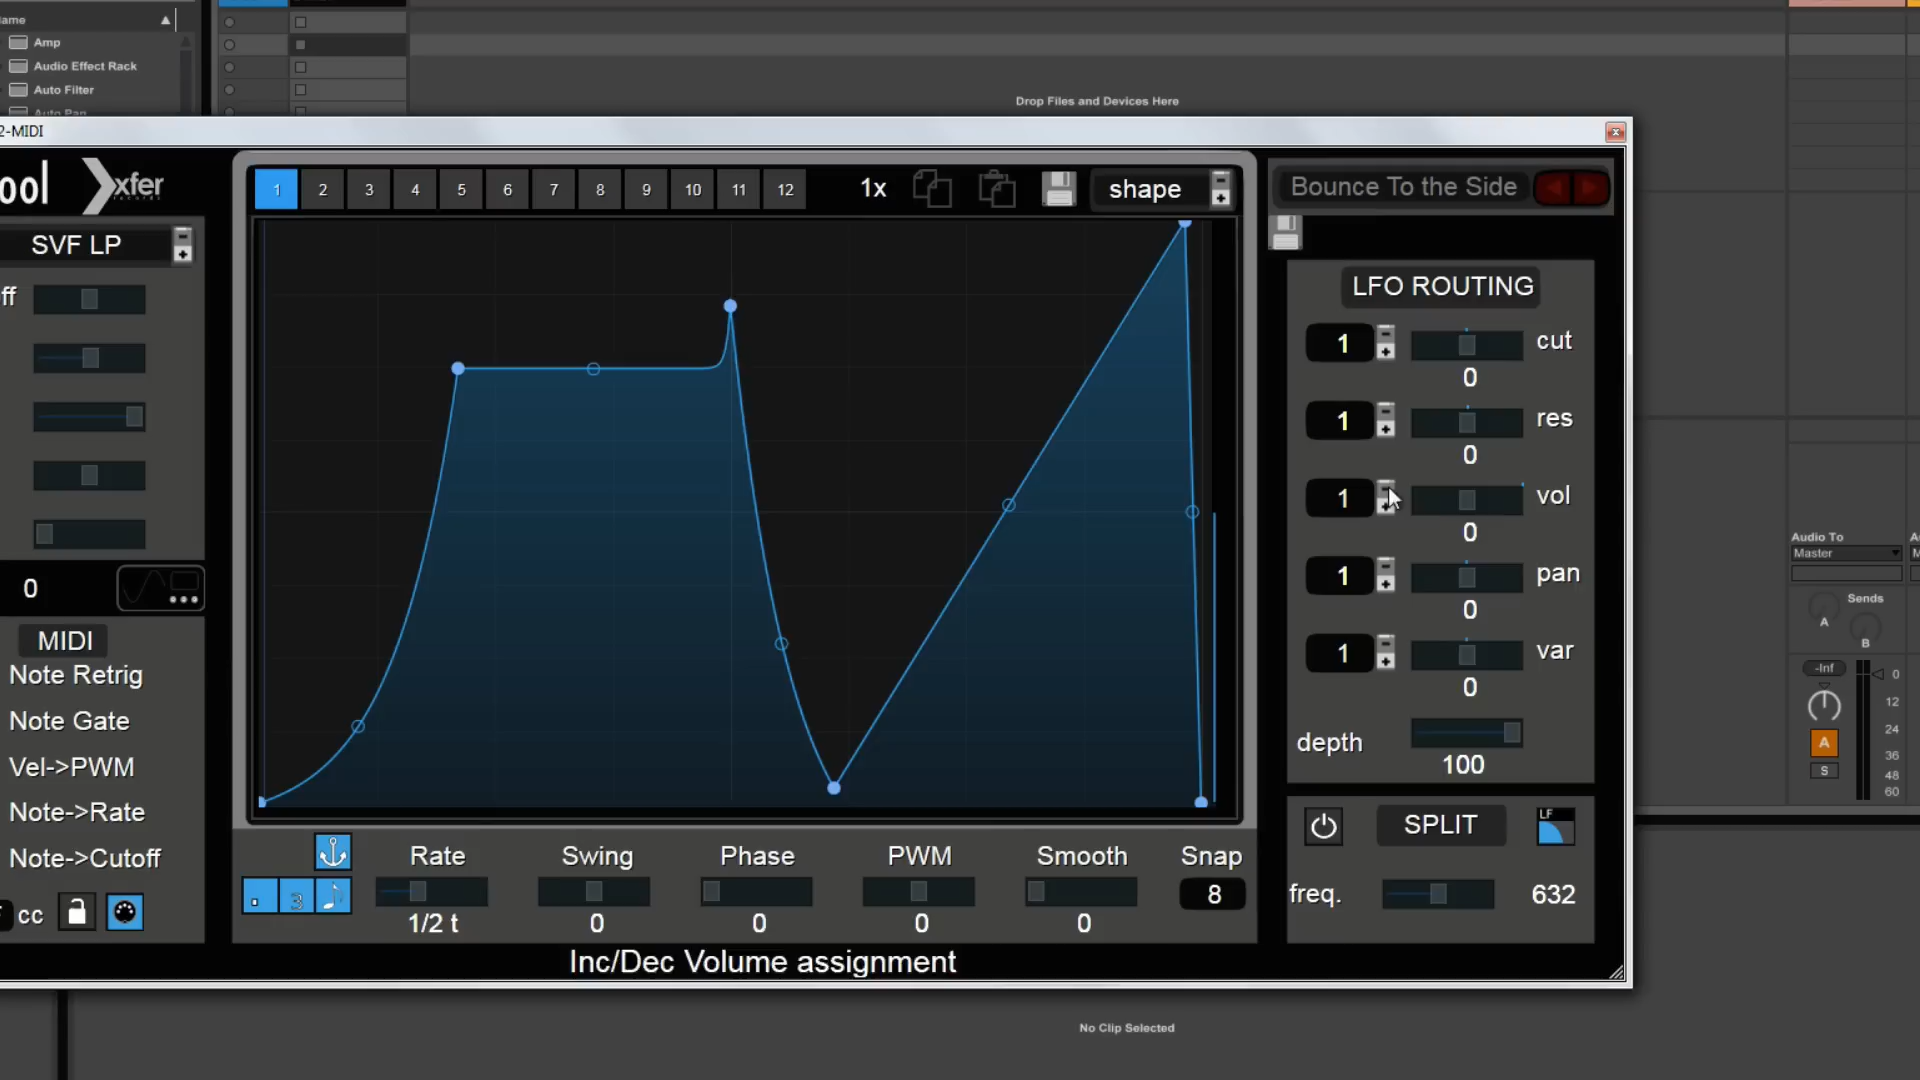 ame
Amp
Audio Effect Rack
Auto Filter
Auto Pan
Drop Files and Devices Here
2-MIDI
ool
xfer
records
1 2 3 4 5 6 7 8 9 10 11 12
1x
shape
Bounce To the Side
SVF LP
ff
LFO ROUTING
1 cut
0
1 res
0
1 vol
0
1 pan
0
1 var
0
depth
100
0
MIDI
Note Retrig
Note Gate
Vel->PWM
Note->Rate
Note->Cutoff
cc
. 3
Rate Swing Phase PWM Smooth Snap
1/2 t 0 0 0 0 8
SPLIT
LF
freq. 632
Inc/Dec Volume assignment
Audio To
Master
Sends
A
B
-Inf
0
12
24
36
48
60
A
S
No Clip Selected